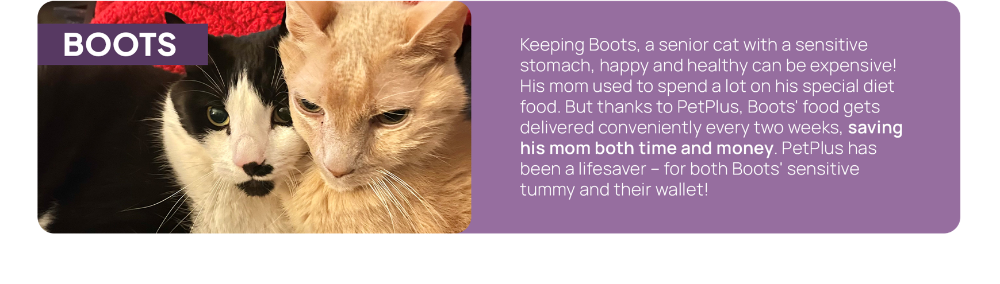 BOOTS
Keeping Boots, a senior cat with a sensitive
stomach, happy and healthy can be expensive!
His mom used to spend a lot on his special diet
food. But thanks to PetPlus, Boots' food gets
delivered conveniently every two weeks, saving
his mom both time and money. PetPlus has
been a lifesaver – for both Boots' sensitive
tummy and their wallet!